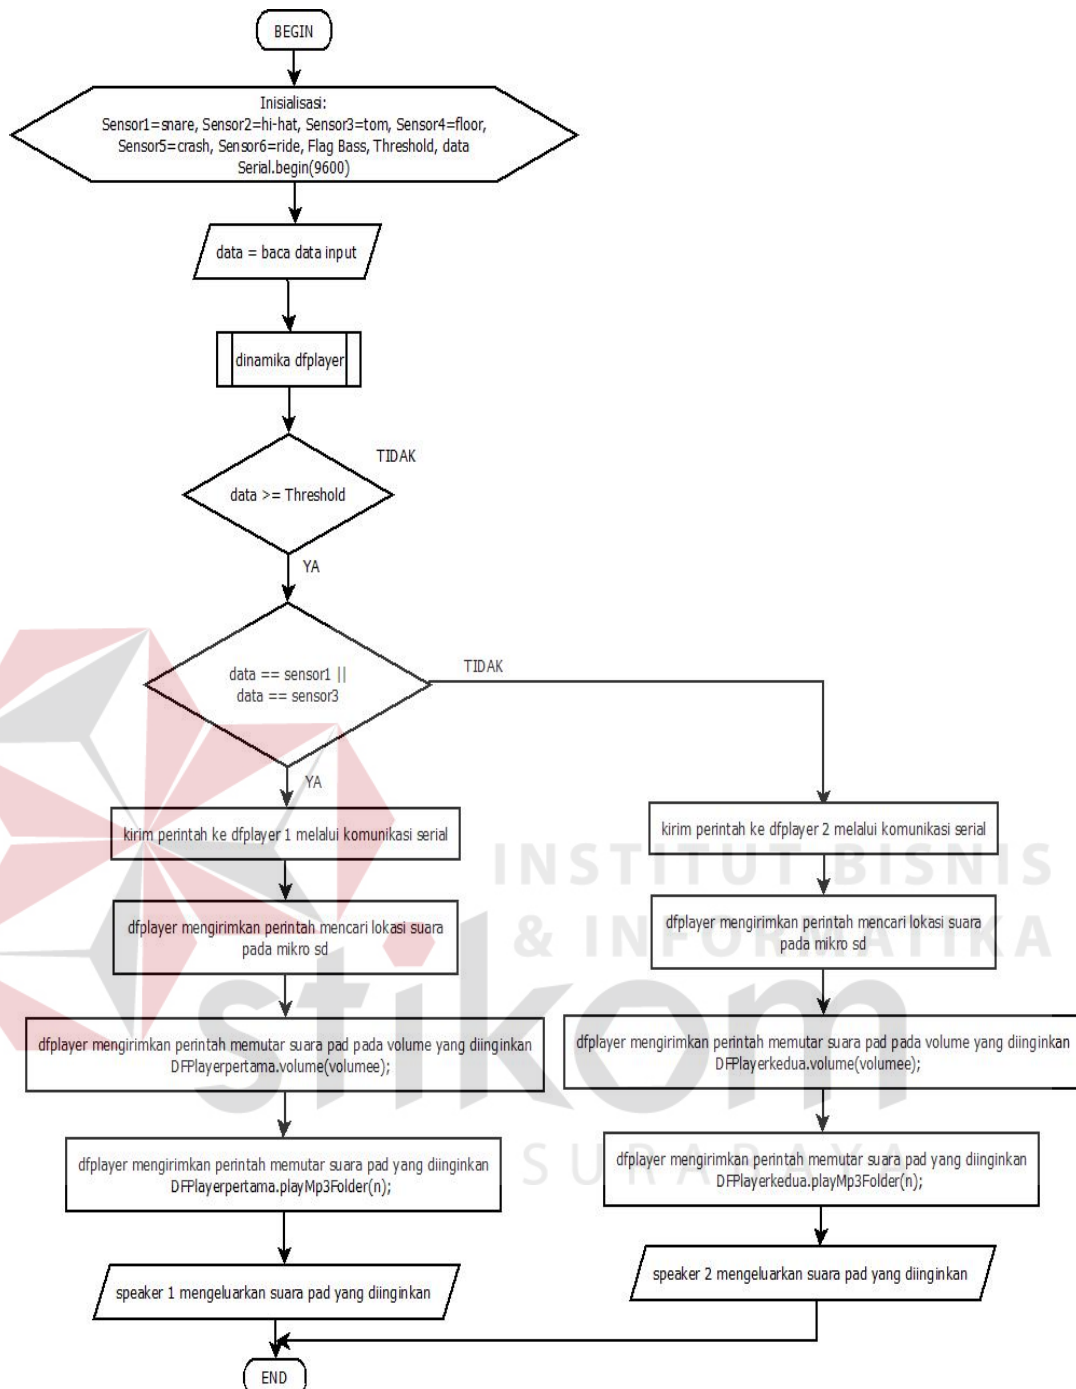 BEGIN
Inisialisasi:
Sensor1=snare, Sensor2=hi-hat, Sensor3=tom, Sensor4=floor,
Sensor5=crash, Sensor6=ride, Flag Bass, Threshold, data
Serial.begin(9600)
data = baca data input
dinamika dfplayer
TIDAK
data >= Threshold
YA
data == sensor1 ||
data == sensor3
TIDAK
YA
kirim perintah ke dfplayer 1 melalui komunikasi serial
dfplayer mengirimkan perintah mencari lokasi suara
pada mikro sd
dfplayer mengirimkan perintah memutar suara pad pada volume yang diinginkan
DFPlayerpertama.volume(volumee);
dfplayer mengirimkan perintah memutar suara pad yang diinginkan
DFPlayerpertama.playMp3Folder(n);
speaker 1 mengeluarkan suara pad yang diinginkan
kirim perintah ke dfplayer 2 melalui komunikasi serial
dfplayer mengirimkan perintah mencari lokasi suara
pada mikro sd
dfplayer mengirimkan perintah memutar suara pad pada volume yang diinginkan
DFPlayerkedua.volume(volumee);
dfplayer mengirimkan perintah memutar suara pad yang diinginkan
DFPlayerkedua.playMp3Folder(n);
speaker 2 mengeluarkan suara pad yang diinginkan
END
INSTITUT BISNIS
& INFORMATIKA
stikom
SURABAYA